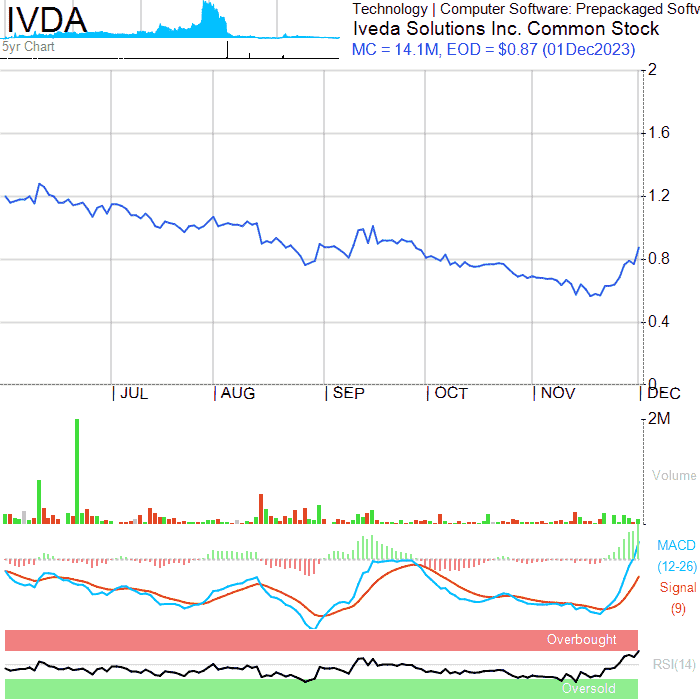 IVDA
5yr Chart
Technology | Computer Software: Prepackaged Softw
Iveda Solutions Inc. Common Stock
MC = 14.1M, EOD = $0.87 (01Dec2023)
2
1.6
1.2
0.8
0.4
0
JUL AUG SEP OCT NOV DEC
2M
Volume
MACD
(12-26)
Signal
(9)
Overbought
RSI(14)
Oversold